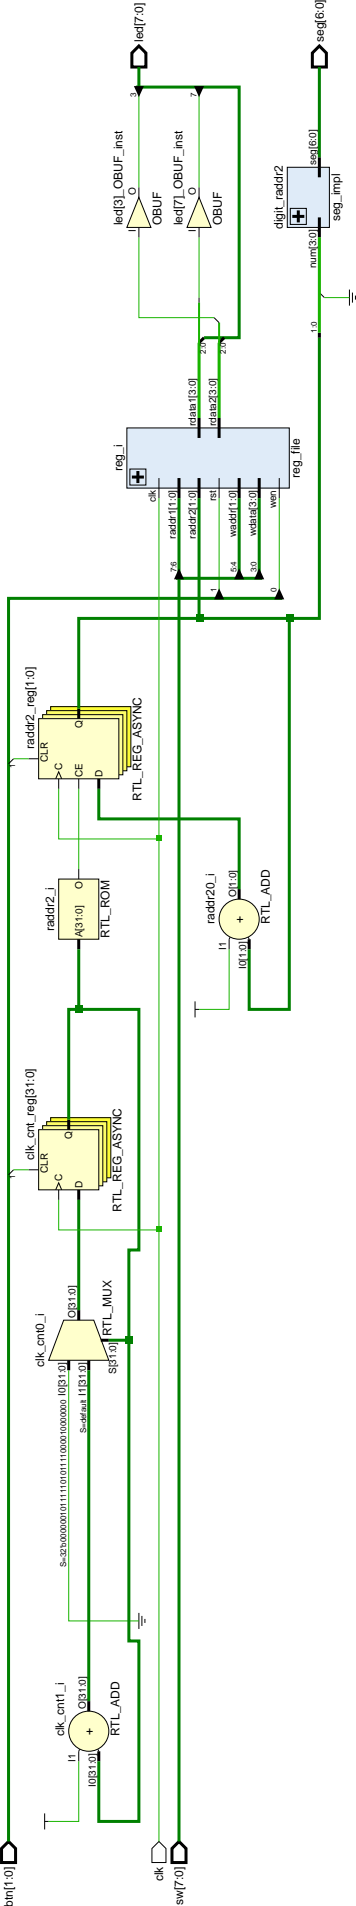 btn[1:0]
clk
sw[7:0]
clk_cnt1_i
I1
I0[31:0]
O[31:0]
+
RTL_ADD
clk_cnt0_i
S=32'b00000010111110101111000010000000 I0[31:0]
S=default I1[31:0]
S[31:0]
O[31:0]
RTL_MUX
clk_cnt_reg[31:0]
1
CLR
C
D
Q
RTL_REG_ASYNC
raddr2_i
A[31:0]
O
RTL_ROM
raddr20_i
I1
I0[1:0]
O[1:0]
+
RTL_ADD
raddr2_reg[1:0]
1
CLR
C
CE
D
Q
RTL_REG_ASYNC
reg_i
clk
7:6
raddr1[1:0]
raddr2[1:0]
1
rst
5:4
waddr[1:0]
3:0
wdata[3:0]
0
wen
rdata1[3:0]
rdata2[3:0]
reg_file
2:0
2:0
led[3]_OBUF_inst
I
O
OBUF
3
led[7]_OBUF_inst
I
O
OBUF
7
led[7:0]
digit_raddr2
1:0
num[3:0]
seg[6:0]
seg_impl
seg[6:0]